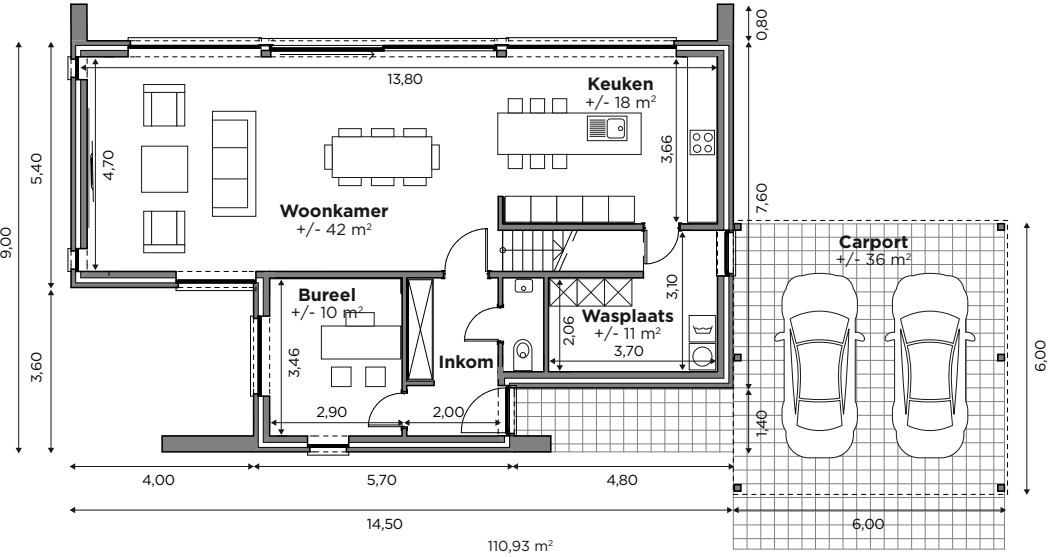 0,80
13,80
Keuken
+/- 18 m²
3,66
4,70
5,40
9,00
7,60
Woonkamer
+/- 42 m²
Carport
+/- 36 m²
3,10
Bureel
+/- 10 m²
Wasplaats
+/- 11 m²
2,06
3,70
3,46
3,60
Inkom
6,00
2,90
2,00
1,40
4,00
5,70
4,80
14,50
6,00
110,93 m²